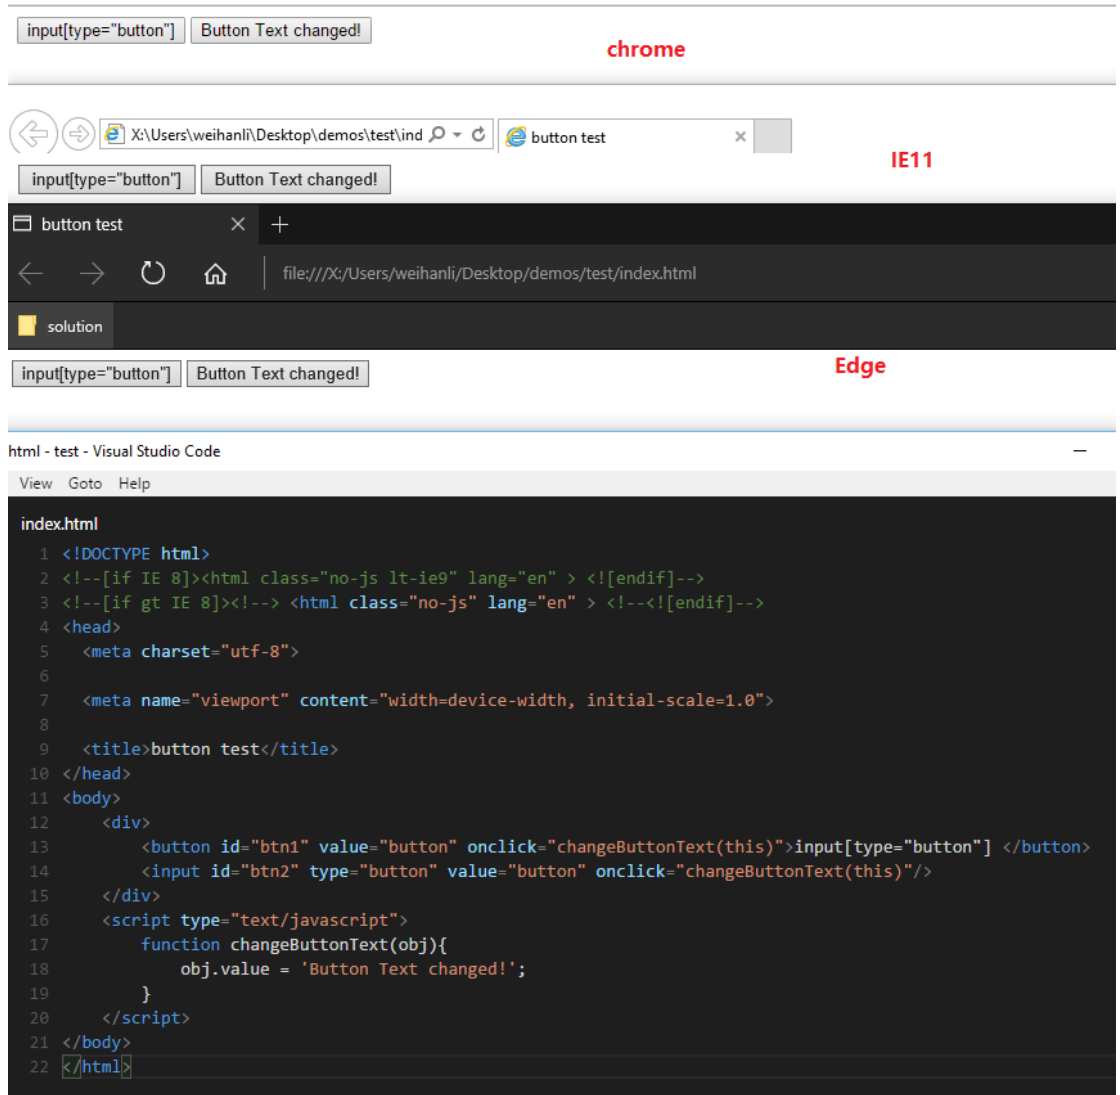 input[type="button"] Button Text changed!
chrome
X:\Users\weihanli\Desktop\demos\test\ind button test
IE11
input[type="button"] Button Text changed!
button test
file:///X:/Users/weihanli/Desktop/demos/test/index.html
solution
Edge
input[type="button"] Button Text changed!
html - test - Visual Studio Code
View Goto Help
index.html
1 <!DOCTYPE html>
2 <!--[if IE 8]><html class="no-js lt-ie9" lang="en" > <![endif]-->
3 <!--[if gt IE 8]><!--> <html class="no-js" lang="en" > <!--<![endif]-->
4 <head>
5 <meta charset="utf-8">
6
7 <meta name="viewport" content="width=device-width, initial-scale=1.0">
8
9 <title>button test</title>
10 </head>
11 <body>
12 <div>
13 <button id="btn1" value="button" onclick="changeButtonText(this)">input[type="button"] </button>
14 <input id="btn2" type="button" value="button" onclick="changeButtonText(this)"/>
15 </div>
16 <script type="text/javascript">
17 function changeButtonText(obj){
18 obj.value = 'Button Text changed!';
19 }
20 </script>
21 </body>
22 </html>